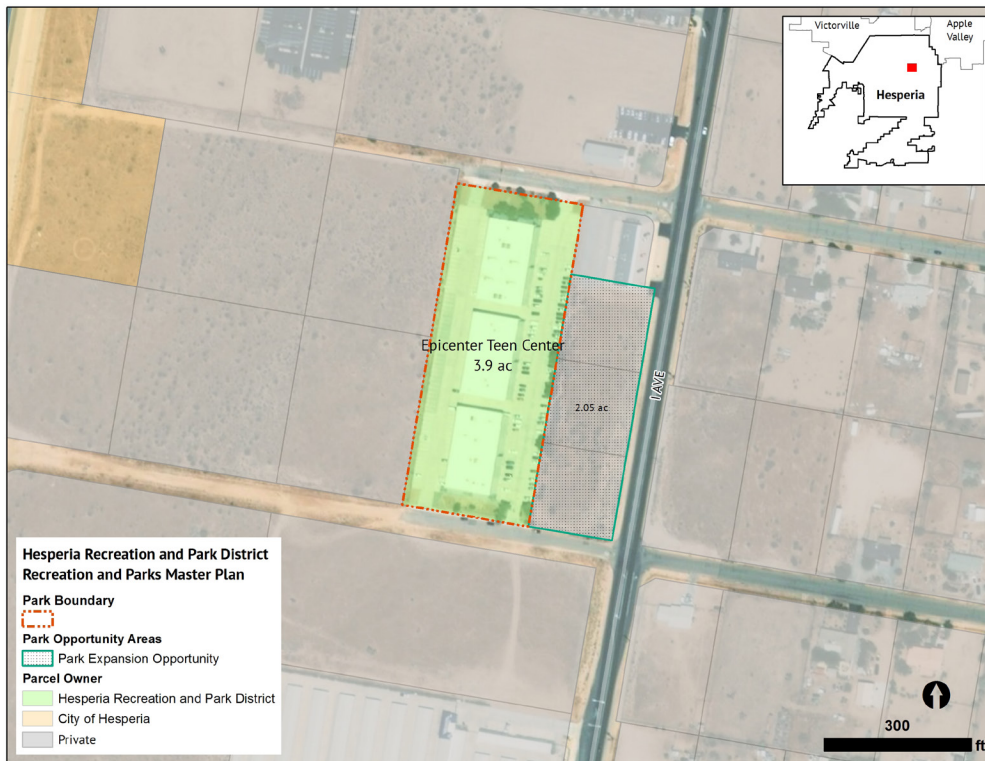 Victorville
Apple
Valley
Hesperia
Epicenter Teen Center
3.9 ac
2.05 ac
I AVE
Hesperia Recreation and Park District
Recreation and Parks Master Plan
Park Boundary
Park Opportunity Areas
Park Expansion Opportunity
Parcel Owner
Hesperia Recreation and Park District
City of Hesperia
Private
300
ft